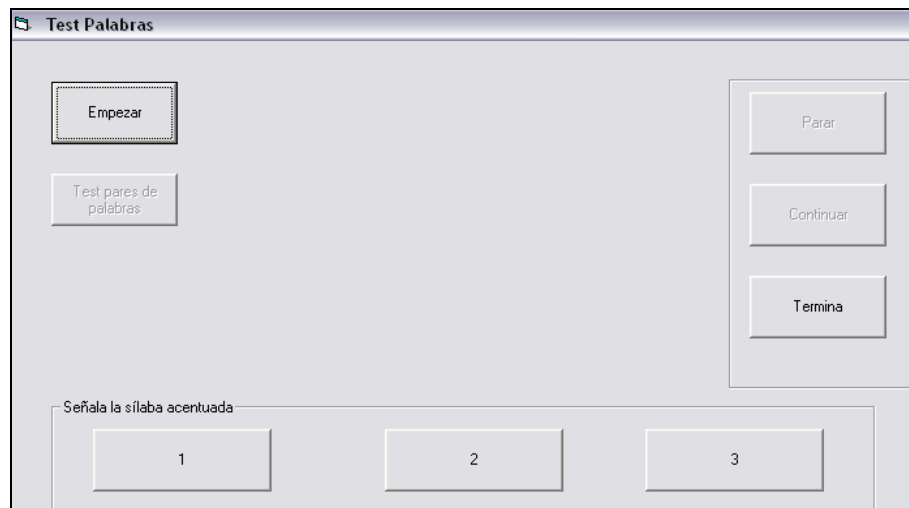 Test Palabras
Empezar
Parar
Test pares de
palabras
Continuar
Termina
Señala la sílaba acentuada
1 2 3